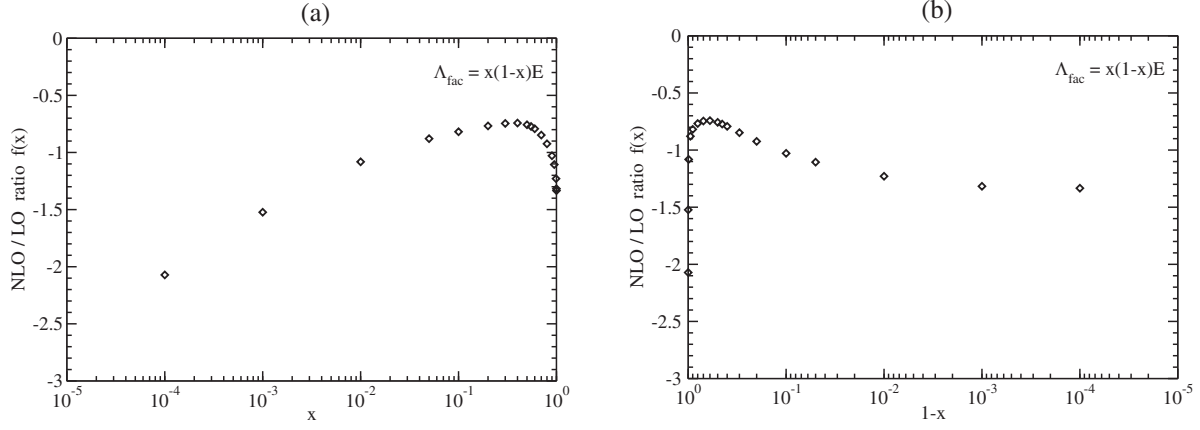 (a)
0
-0.5
-1
-1.5
-2
-2.5
-3
NLO / LO ratio f(x)
Λ_fac = x(1-x)E
10^-5 10^-4 10^-3 10^-2 10^-1 10^0
x
(b)
0
-0.5
-1
-1.5
-2
-2.5
-3
NLO / LO ratio f(x)
Λ_fac = x(1-x)E
10^0 10^-1 10^-2 10^-3 10^-4 10^-5
1-x